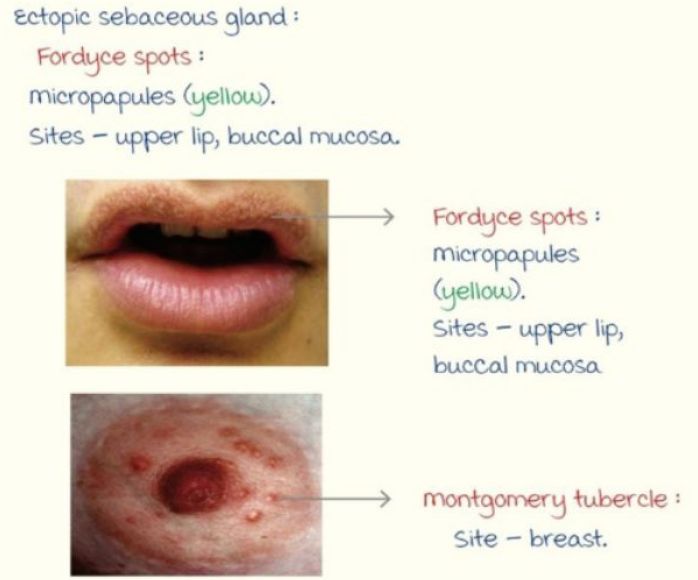 Ectopic sebaceous gland :
Fordyce spots :
micropapules (yellow).
Sites – upper lip, buccal mucosa.
Fordyce spots :
micropapules
(yellow).
Sites – upper lip,
buccal mucosa
montgomery tubercle :
Site – breast.